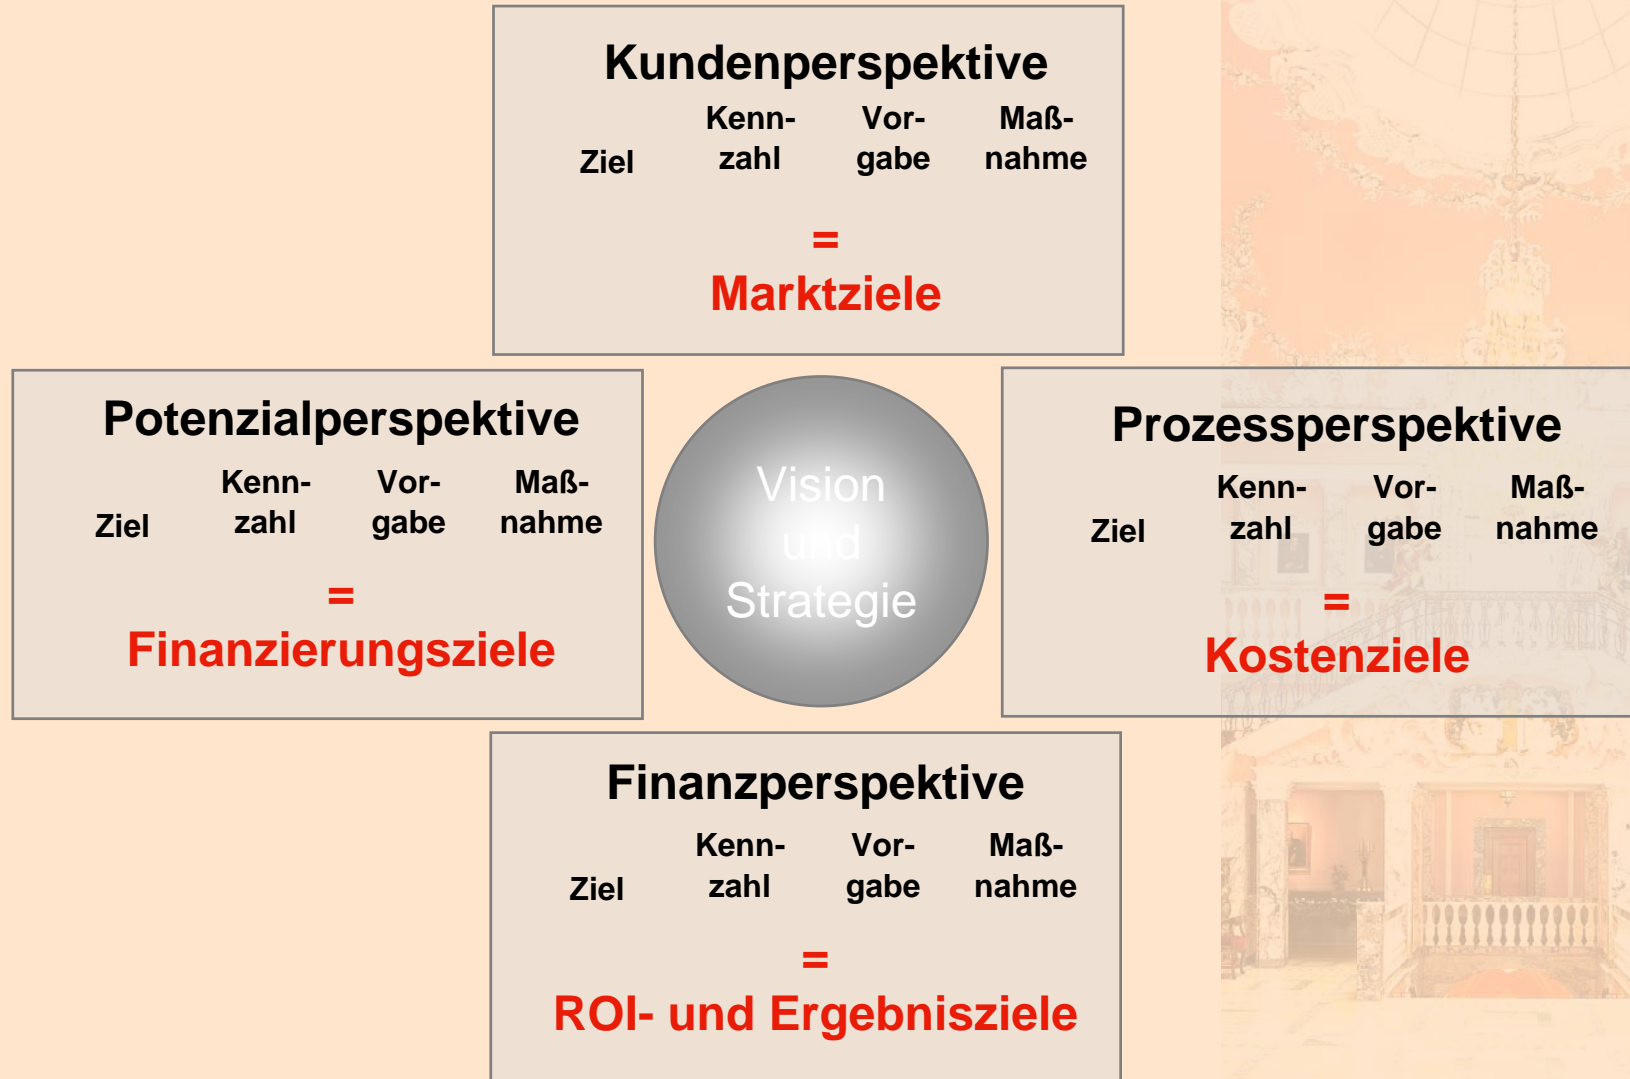 Kundenperspektive
Kenn- Vor- Maß-
Ziel zahl gabe nahme
=
Marktziele
Potenzialperspektive
Kenn- Vor- Maß-
Ziel zahl gabe nahme
=
Finanzierungsziele
Vision
und
Strategie
Prozessperspektive
Kenn- Vor- Maß-
Ziel zahl gabe nahme
=
Kostenziele
Finanzperspektive
Kenn- Vor- Maß-
Ziel zahl gabe nahme
=
ROI- und Ergebnisziele